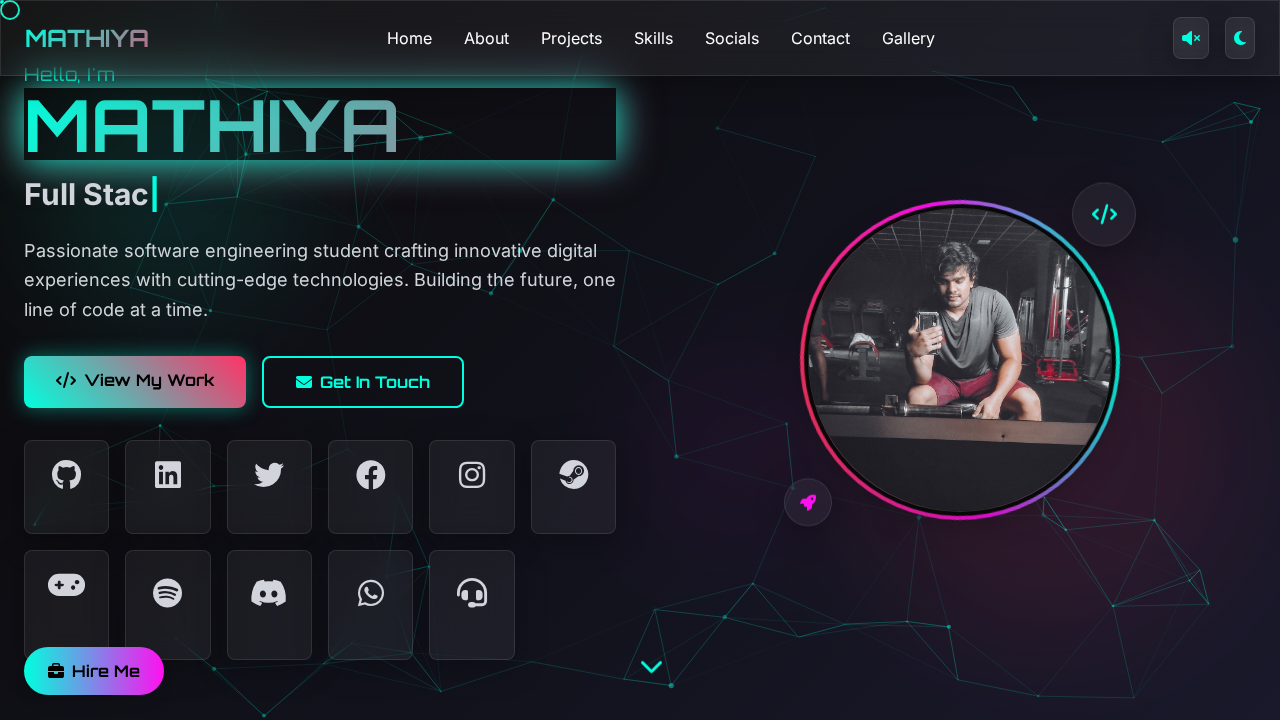 MATHIYA
Home
About
Projects
Skills
Socials
Contact
Gallery
Hello, I'm
MATHIYA
Full Stac
Passionate software engineering student crafting innovative digital
experiences with cutting-edge technologies. Building the future, one
line of code at a time.
View My Work
Get In Touch
Hire Me